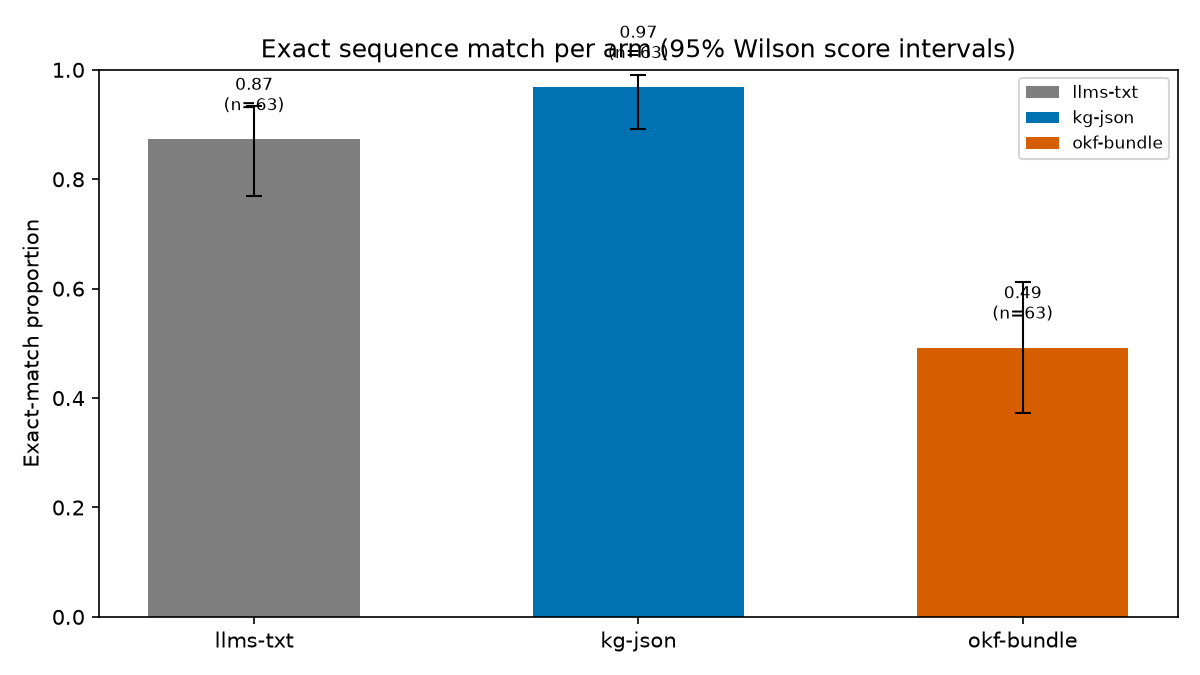 0.97
(n=63)
Exact sequence match per arm (95% Wilson score intervals)
0.87
(n=63)
0.49
(n=63)
llms-txt
kg-json
okf-bundle
Exact-match proportion
1.0
0.8
0.6
0.4
0.2
0.0
llms-txt
kg-json
okf-bundle